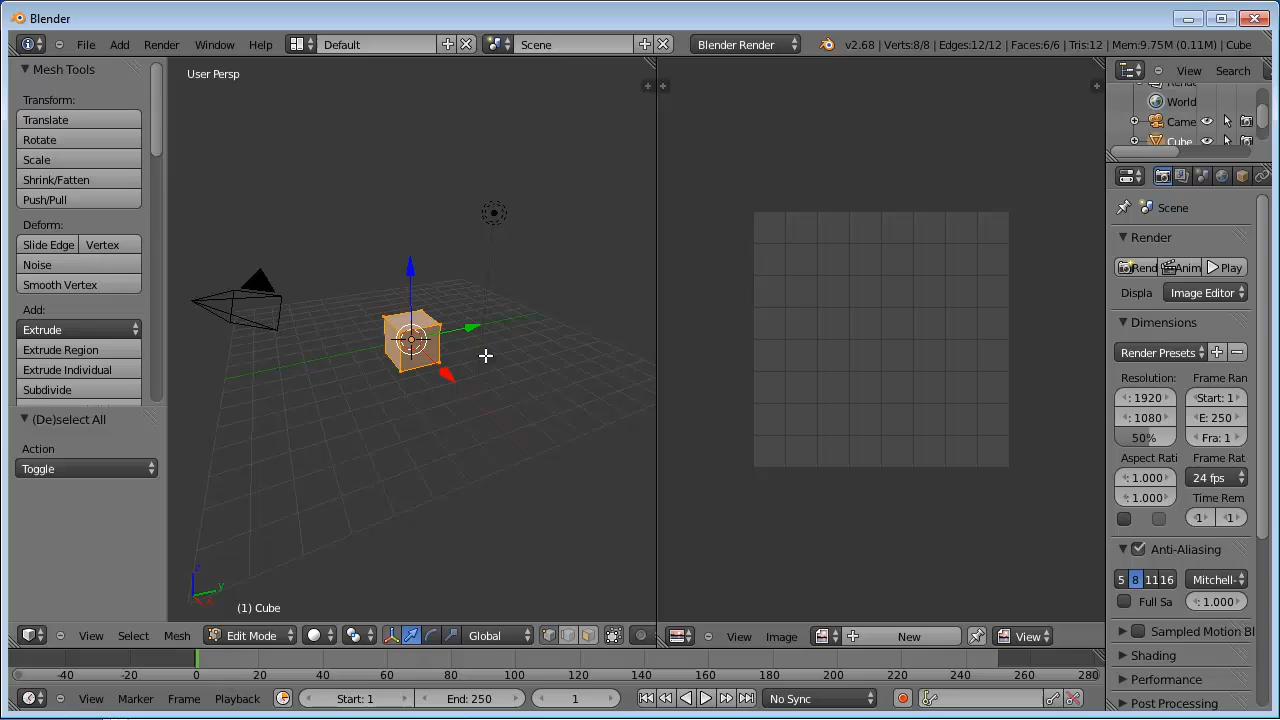 Blender
File Add Render Window Help Default Scene Blender Render v2.68 | Verts:8/8 | Edges:12/12 | Faces:6/6 | Tris:12 | Mem:9.75M (0.11M) | Cube
Mesh Tools
Transform:
Translate
Rotate
Scale
Shrink/Fatten
Push/Pull
Deform:
Slide Edge Vertex
Noise
Smooth Vertex
Add:
Extrude
Extrude Region
Extrude Individual
Subdivide
(De)select All
Action
Toggle
User Persp
z
y
x
(1) Cube
View Select Mesh Edit Mode Global
View Image New View
View Search
World
Came
Cube
Scene
Render
Rend Anim Play
Displa Image Editor
Dimensions
Render Presets
Resolution: Frame Ran
: 1920 Start: 1
: 1080 E: 250
50% Fra: 1
Aspect Rati Frame Rat
: 1.000 24 fps
: 1.000 Time Rem
1 1
Anti-Aliasing
5 8 11 16 Mitchell-
Full Sa : 1.000
Sampled Motion Bl
Shading
Performance
Post Processing
-40 -20 0 20 40 60 80 100 120 140 160 180 200 220 240 260 280
View Marker Frame Playback Start: 1 End: 250 1 No Sync